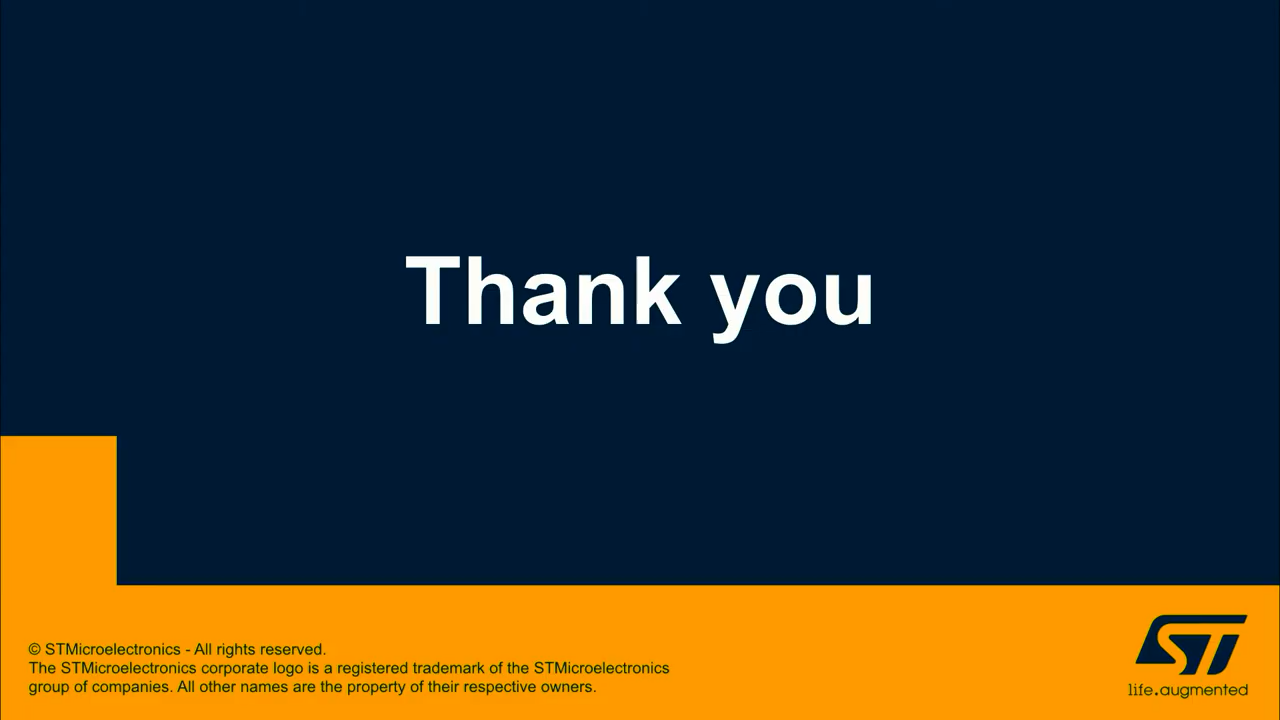 Thank you
© STMicroelectronics - All rights reserved.
The STMicroelectronics corporate logo is a registered trademark of the STMicroelectronics
group of companies. All other names are the property of their respective owners.
ST
life.augmented